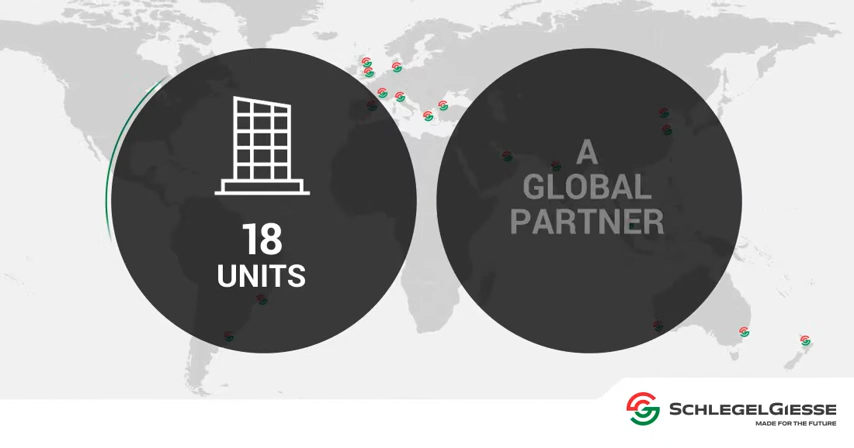 18
UNITS
A
GLOBAL
PARTNER
SCHLEGELGIESSE
MADE FOR THE FUTURE